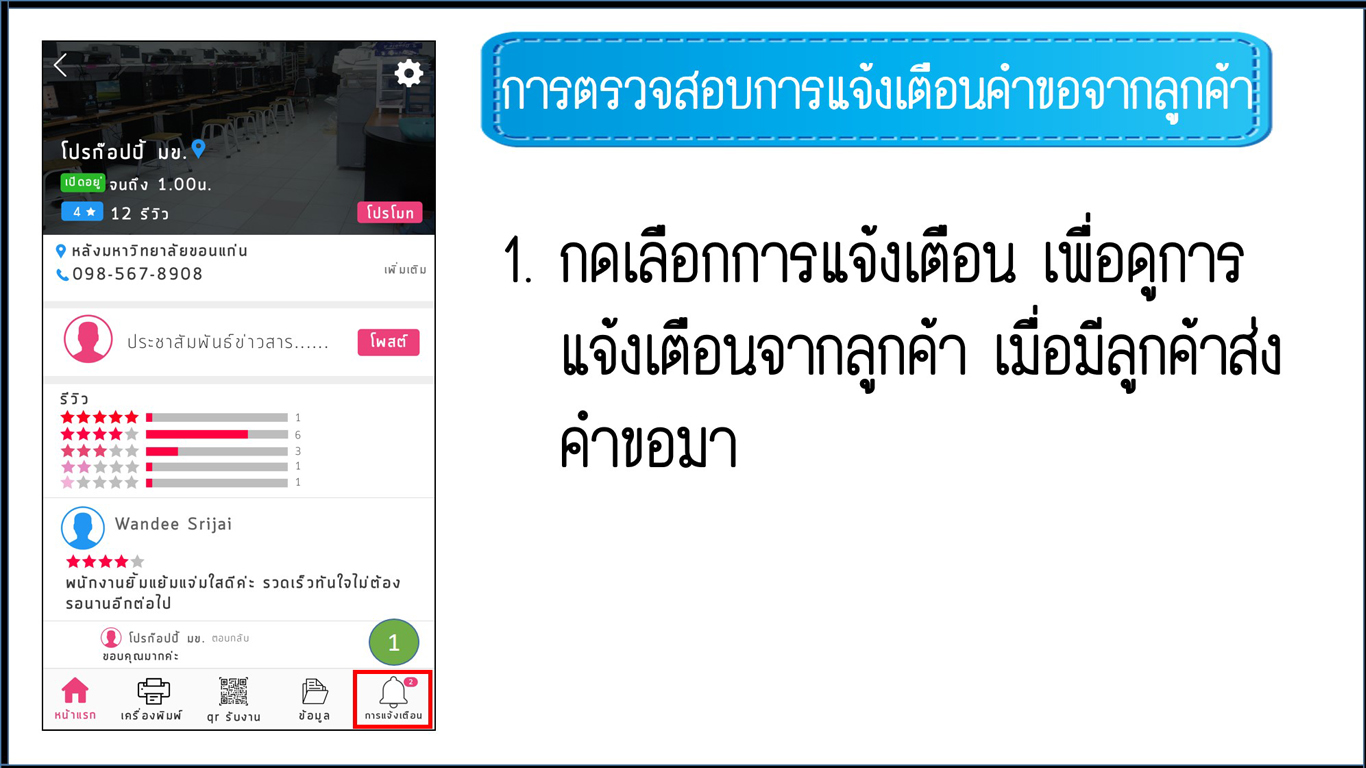 การตรวจสอบการแจ้งเตือนคำขอจากลูกค้า
1. กดเลือกการแจ้งเตือน เพื่อดูการ
แจ้งเตือนจากลูกค้า เมื่อมีลูกค้าส่ง
คำขอมา
โปรก๊อปปี้ มข.
เปิดอยู่ จนถึง 1.00น.
4 ★ 12 รีวิว
โปรโมท
หลังมหาวิทยาลัยขอนแก่น
098-567-8908
เพิ่มเติม
ประชาสัมพันธ์ข่าวสาร......
โพสต์
รีวิว
1
6
3
1
1
Wandee Srijai
พนักงานยิ้มแย้มแจ่มใสดีค่ะ รวดเร็วทันใจไม่ต้อง
รอนานอีกต่อไป
โปรก๊อปปี้ มข. ตอบกลับ
ขอบคุณมากค่ะ
1
2
หน้าแรก
เครื่องพิมพ์
qr รับงาน
ข้อมูล
การแจ้งเตือน